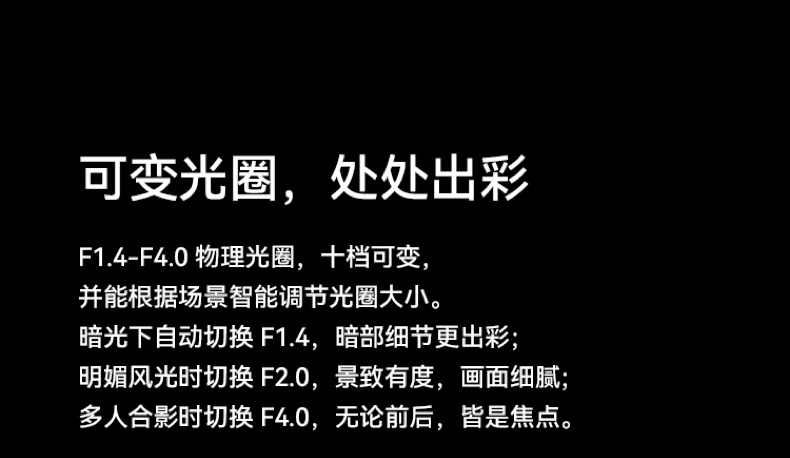 可变光圈，处处出彩
F1.4-F4.0 物理光圈，十档可变，
并能根据场景智能调节光圈大小。
暗光下自动切换 F1.4，暗部细节更出彩；
明媚风光时切换 F2.0，景致有度，画面细腻；
多人合影时切换 F4.0，无论前后，皆是焦点。